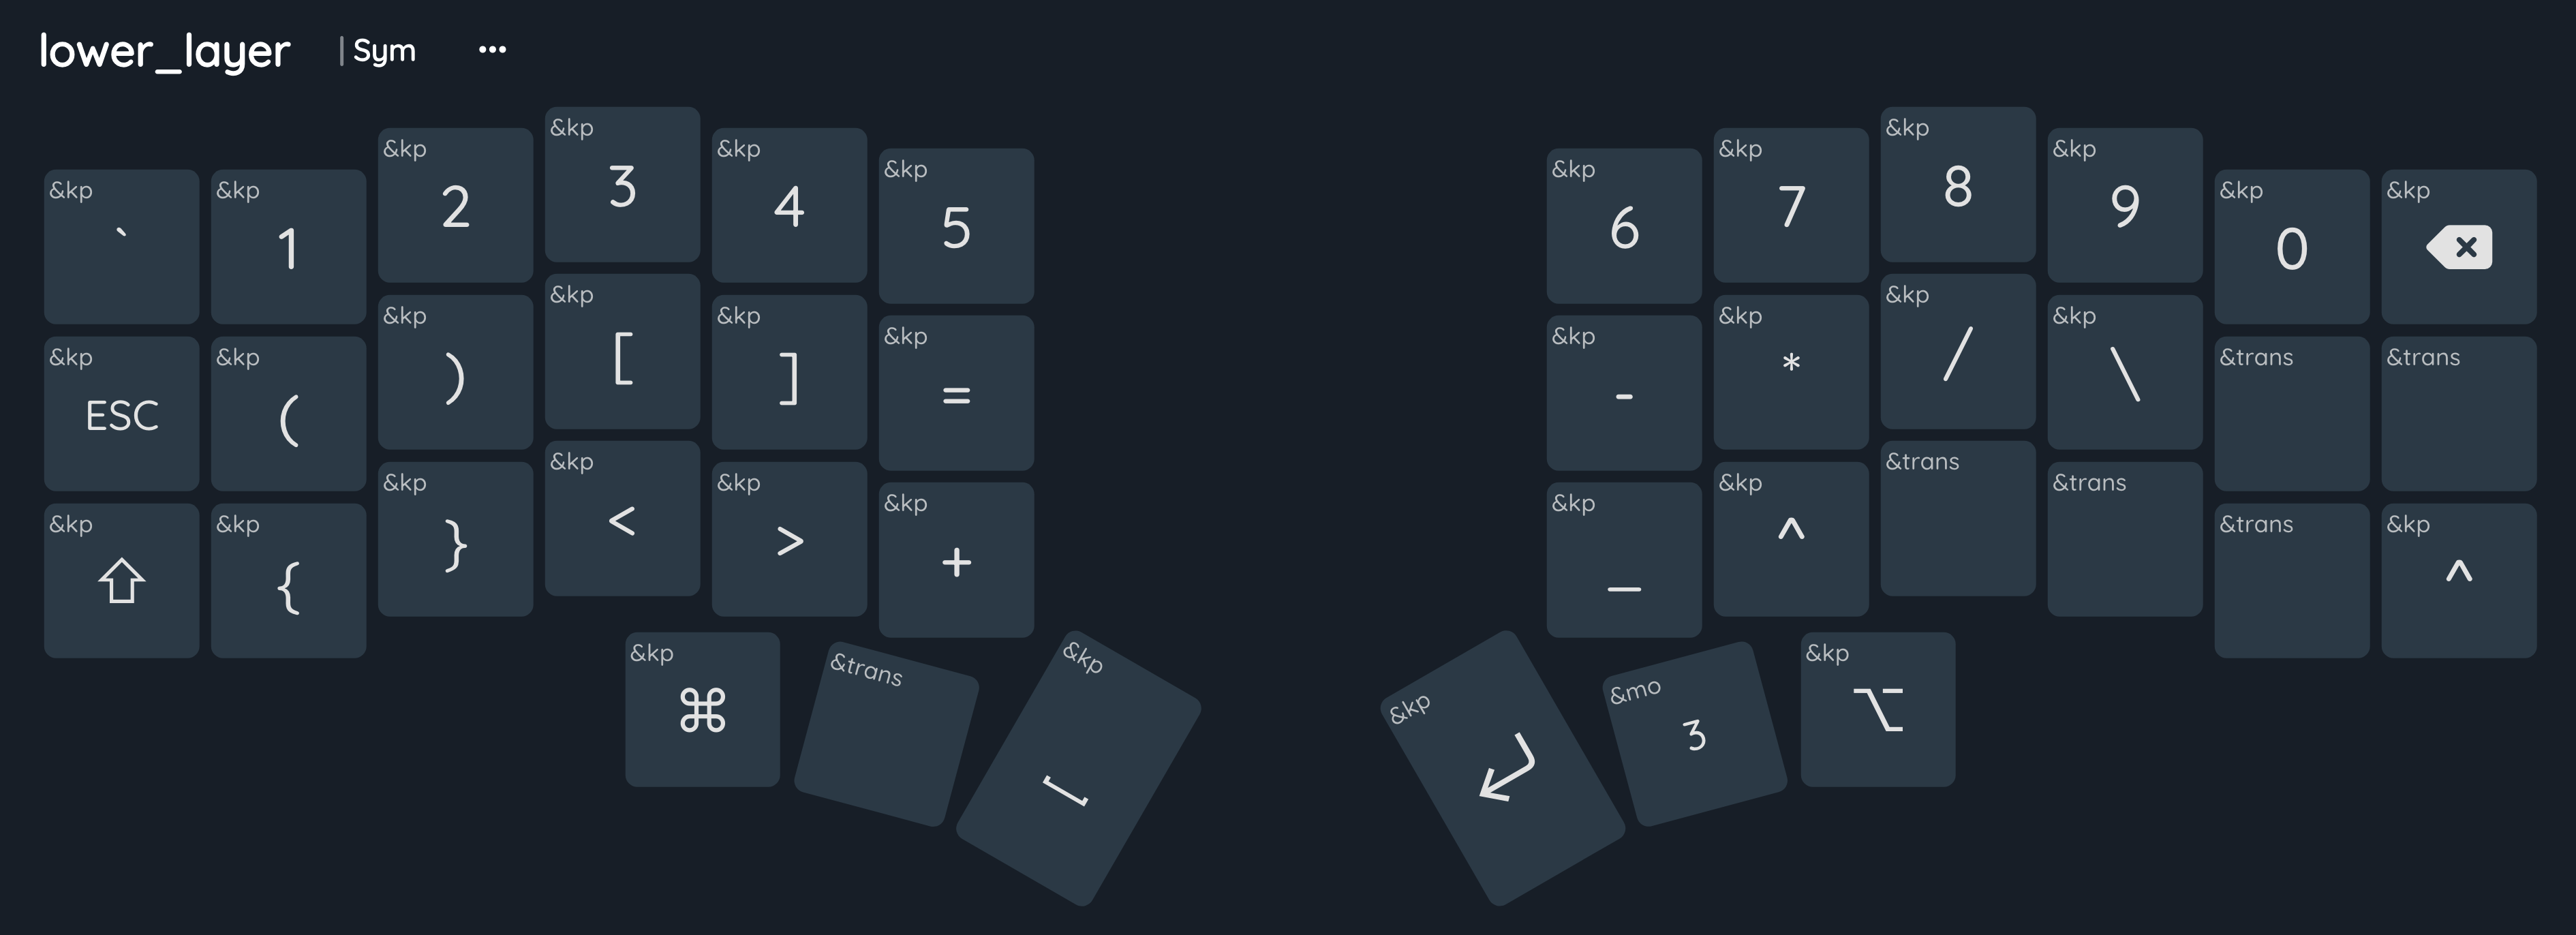 lower_layer | Sym •••
&kp ` &kp 1 &kp 2 &kp 3 &kp 4 &kp 5 &kp 6 &kp 7 &kp 8 &kp 9 &kp 0 &kp ⌫
&kp ESC &kp ( &kp ) &kp [ &kp ] &kp = &kp - &kp * &kp / &kp \ &trans &trans
&kp ⇧ &kp { &kp } &kp < &kp > &kp + &kp _ &kp ^ &trans &trans &trans &kp ^
&kp ⌘ &trans &kp ⎵ &kp ⏎ &mo 3 &kp ⌥